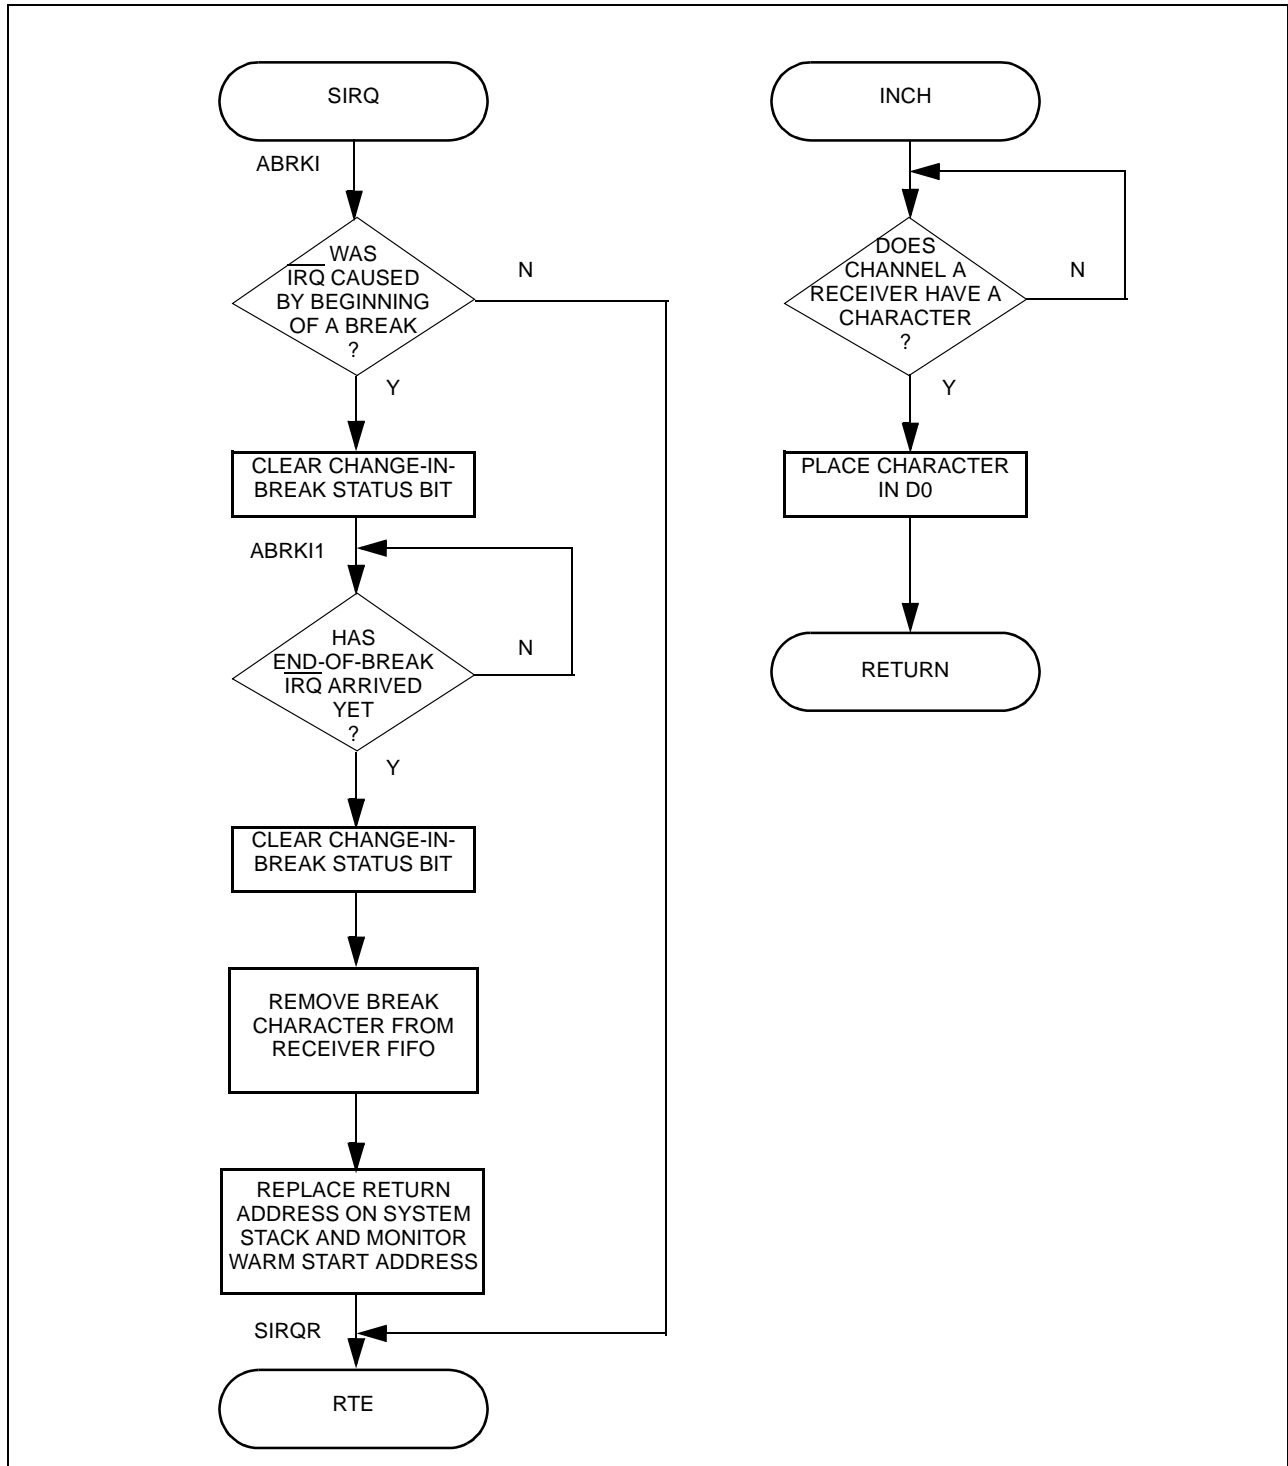 SIRQ
ABRKI
WAS
IRQ CAUSED
BY BEGINNING
OF A BREAK
?
N
Y
CLEAR CHANGE-IN-
BREAK STATUS BIT
ABRKI1
HAS
END-OF-BREAK
IRQ ARRIVED
YET
?
N
Y
CLEAR CHANGE-IN-
BREAK STATUS BIT
REMOVE BREAK
CHARACTER FROM
RECEIVER FIFO
REPLACE RETURN
ADDRESS ON SYSTEM
STACK AND MONITOR
WARM START ADDRESS
SIRQR
RTE
INCH
DOES
CHANNEL A
RECEIVER HAVE A
CHARACTER
?
N
Y
PLACE CHARACTER
IN D0
RETURN